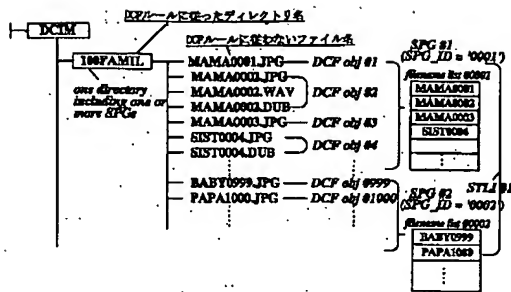 DCFルールに従ったディレクトリ名
DCIM
DCFルールに従わないファイル名
100FAMIL
one directory
including one or
more SPGs
MAMA0001.JPG
DCF obj #1
MAMA0002.JPG
MAMA0002.WAV
MAMA0002.DUB
DCF obj #2
MAMA0003.JPG
DCF obj #3
SIST0004.JPG
SIST0004.DUB
DCF obj #4
BABY0999.JPG
DCF obj #999
PAPA1000.JPG
DCF obj #1000
SPG #1
(SPG_ID = '0001')
filename list #0001
MAMA0001
MAMA0002
MAMA0003
SIST0004
SPG #2
(SPG_ID = '0002')
filename list #0002
BABY0999
PAPA1000